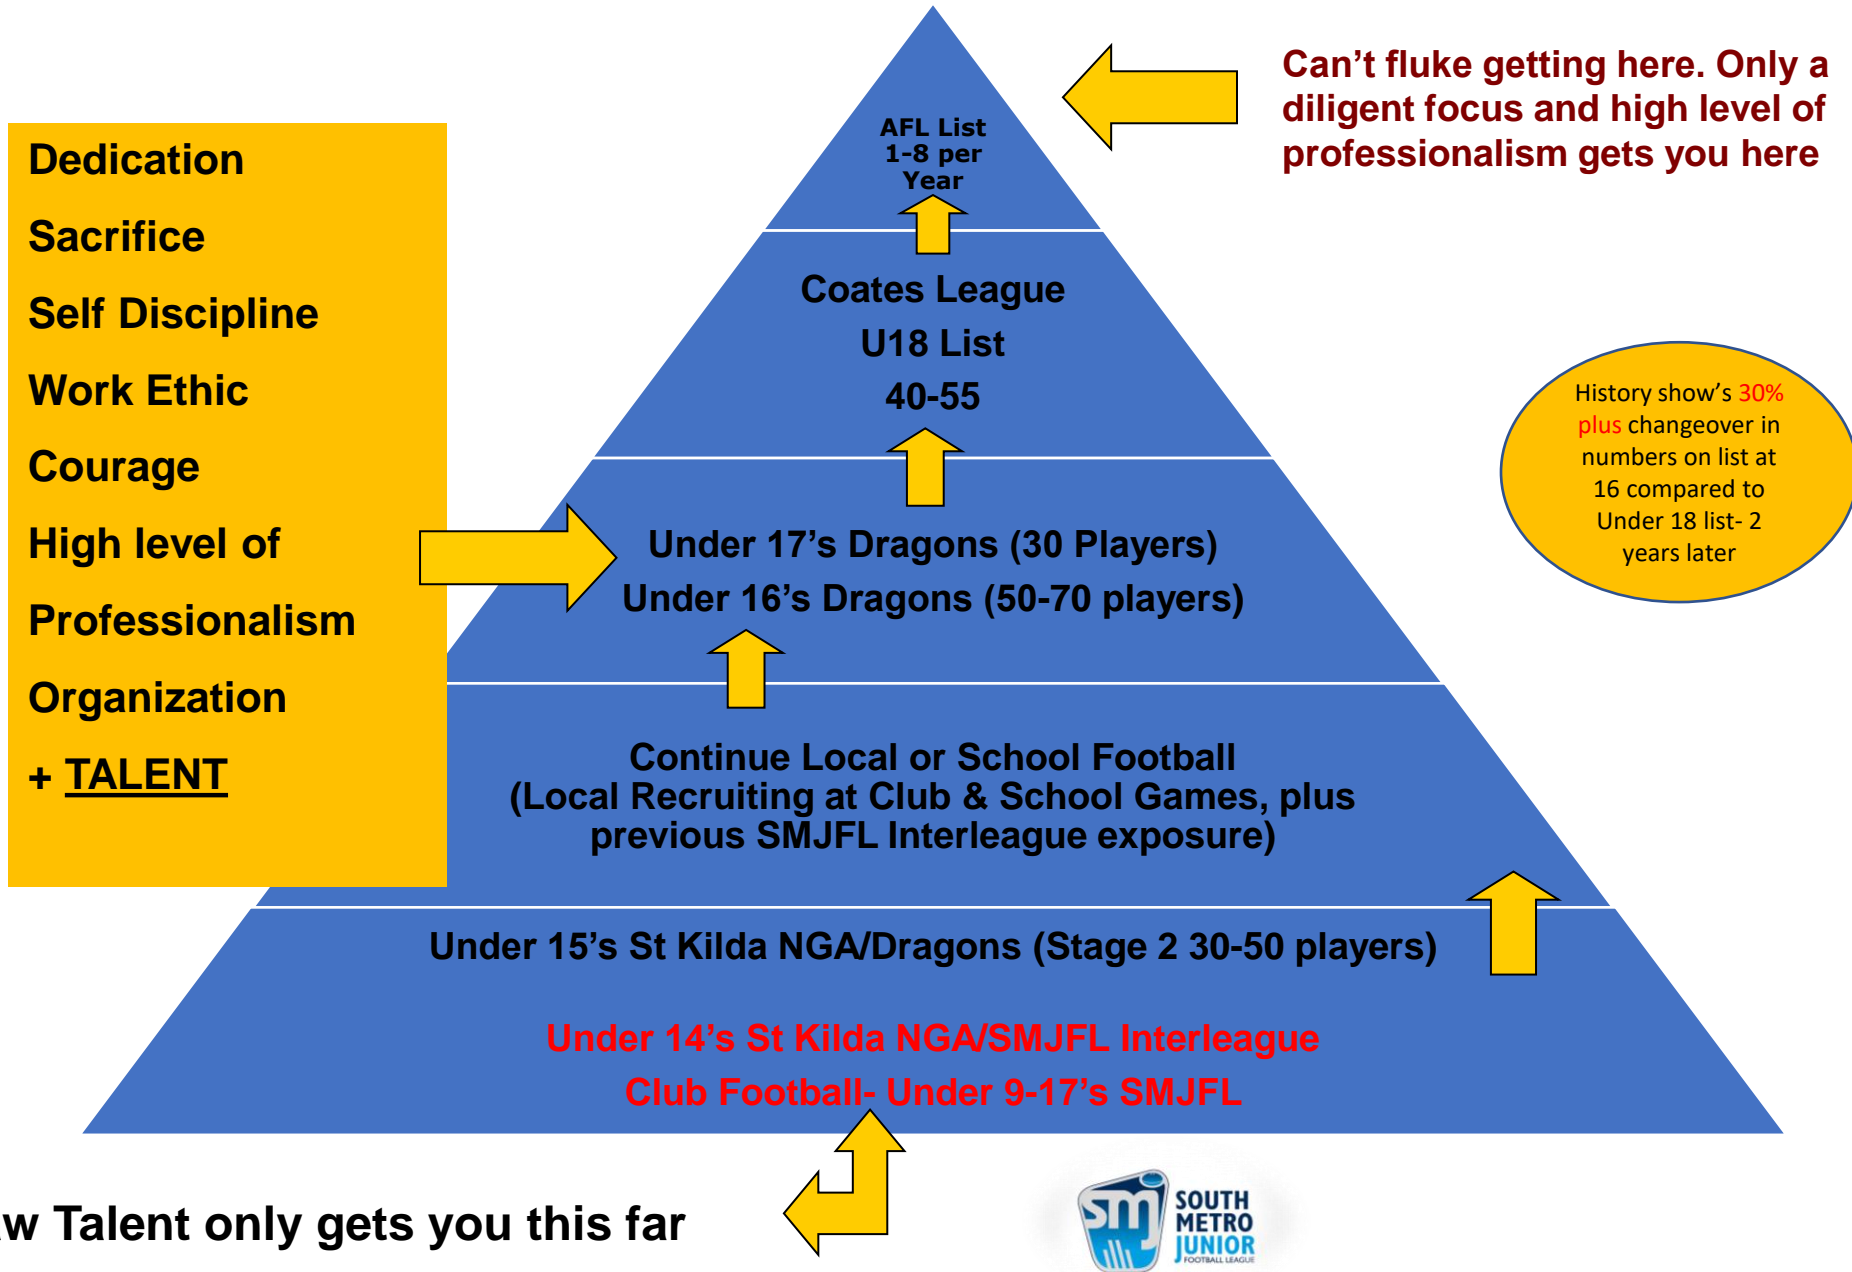 Can't fluke getting here. Only a
diligent focus and high level of
professionalism gets you here
AFL List
1-8 per
Year
Dedication
Sacrifice
Self Discipline
Work Ethic
Courage
High level of
Professionalism
Organization
+ TALENT
Coates League
U18 List
40-55
History show's 30%
plus changeover in
numbers on list at
16 compared to
Under 18 list- 2
years later
Under 17's Dragons (30 Players)
Under 16's Dragons (50-70 players)
Continue Local or School Football
(Local Recruiting at Club & School Games, plus
previous SMJFL Interleague exposure)
Under 15's St Kilda NGA/Dragons (Stage 2 30-50 players)
Under 14's St Kilda NGA/SMJFL Interleague
Club Football- Under 9-17's SMJFL
w Talent only gets you this far
smj
SOUTH
METRO
JUNIOR
FOOTBALL LEAGUE